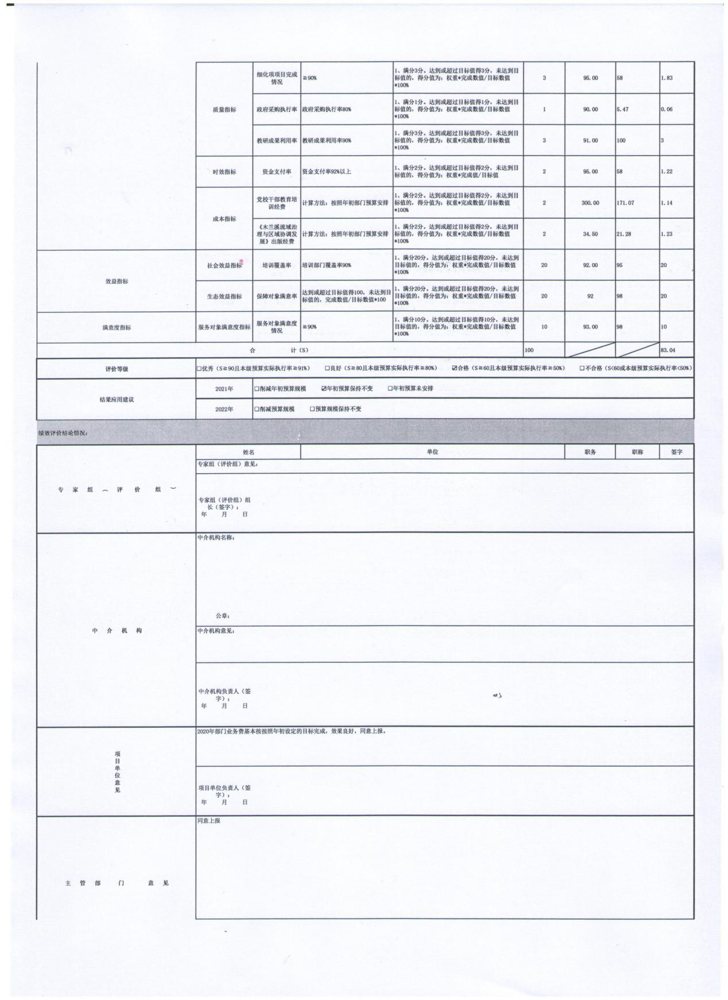 质量指标
细化项项目完成
情况
≧90%
1、满分3分。达到或超过目标值得3分，未达到目
标值的，得分值为：权重*完成数值/目标数值
*100%
3
95.00
58
1.83
政府采购执行率
政府采购执行率80%
1、满分1分。达到或超过目标值得1分，未达到目
标值的，得分值为：权重*完成数值/目标数值
*100%
1
90.00
5.47
0.06
教研成果利用率
教研成果利用率90%
1、满分3分。达到或超过目标值得3分，未达到目
标值的，得分值为：权重*完成数值/目标数值
*100%
3
91.00
100
3
时效指标
资金支付率
资金支付率92%以上
1、满分2分。达到或超过目标值得2分，未达到目
标值的，得分值为：权重*完成值/目标值
2
95.00
58
1.22
成本指标
党校干部教育培
训经费
计算方法：按照年初部门预算安排
1、满分2分。达到或超过目标值得2分，未达到目
标值的，得分值为：权重*完成数值/目标数值
*100%
2
300.00
171.07
1.14
《木兰溪流域治
理与区域协调发
展》出版经费
计算方法：按照年初部门预算安排
1、满分2分。达到或超过目标值得2分，未达到目
标值的，得分值为：权重*完成数值/目标数值
*100%
2
34.50
21.28
1.23
效益指标
社会效益指标
培训覆盖率
培训部门覆盖率90%
1、满分20分。达到或超过目标值得20分，未达到
目标值的，得分值为：权重*完成数值/目标数值
*100%
20
92.00
95
20
生态效益指标
保障对象满意率
达到或超过目标值得100，未达到目
标值的，完成数值/目标数值*100
1、满分20分。达到或超过目标值得20分，未达到
目标值的，得分值为：权重*完成数值/目标数值
*100%
20
92
98
20
满意度指标
服务对象满意度指标
服务对象满意度
情况
≧90%
1、满分10分。达到或超过目标值得10分，未达到
目标值的，得分值为：权重*完成数值/目标数值
*100%
10
93.00
98
10
合 计（S）
100
83.04
评价等级
☐优秀（S≧90且本级预算实际执行率≧91%） ☐良好（S≧80且本级预算实际执行率≧80%） ☑合格（S≧60且本级预算实际执行率≧50%） ☐不合格（S<60或本级预算实际执行率<50%）
结果应用建议
2021年
☐削减年初预算规模 ☑年初预算保持不变 ☐年初预算未安排
2022年
☐削减预算规模 ☐预算规模保持不变
绩效评价结论情况：
专 家 组 （ 评 价 组 ）
姓名
单位
职务
职称
签字
专家组（评价组）意见：
专家组（评价组）组
长（签字）：
年 月 日
中 介 机 构
中介机构名称：
公章：
中介机构意见：
中介机构负责人（签
字）：
年 月 日
项
目
单
位
意
见
2020年部门业务费基本按按照年初设定的目标完成，效果良好，同意上报。
项目单位负责人（签
字）：
年 月 日
主 管 部 门 意 见
同意上报